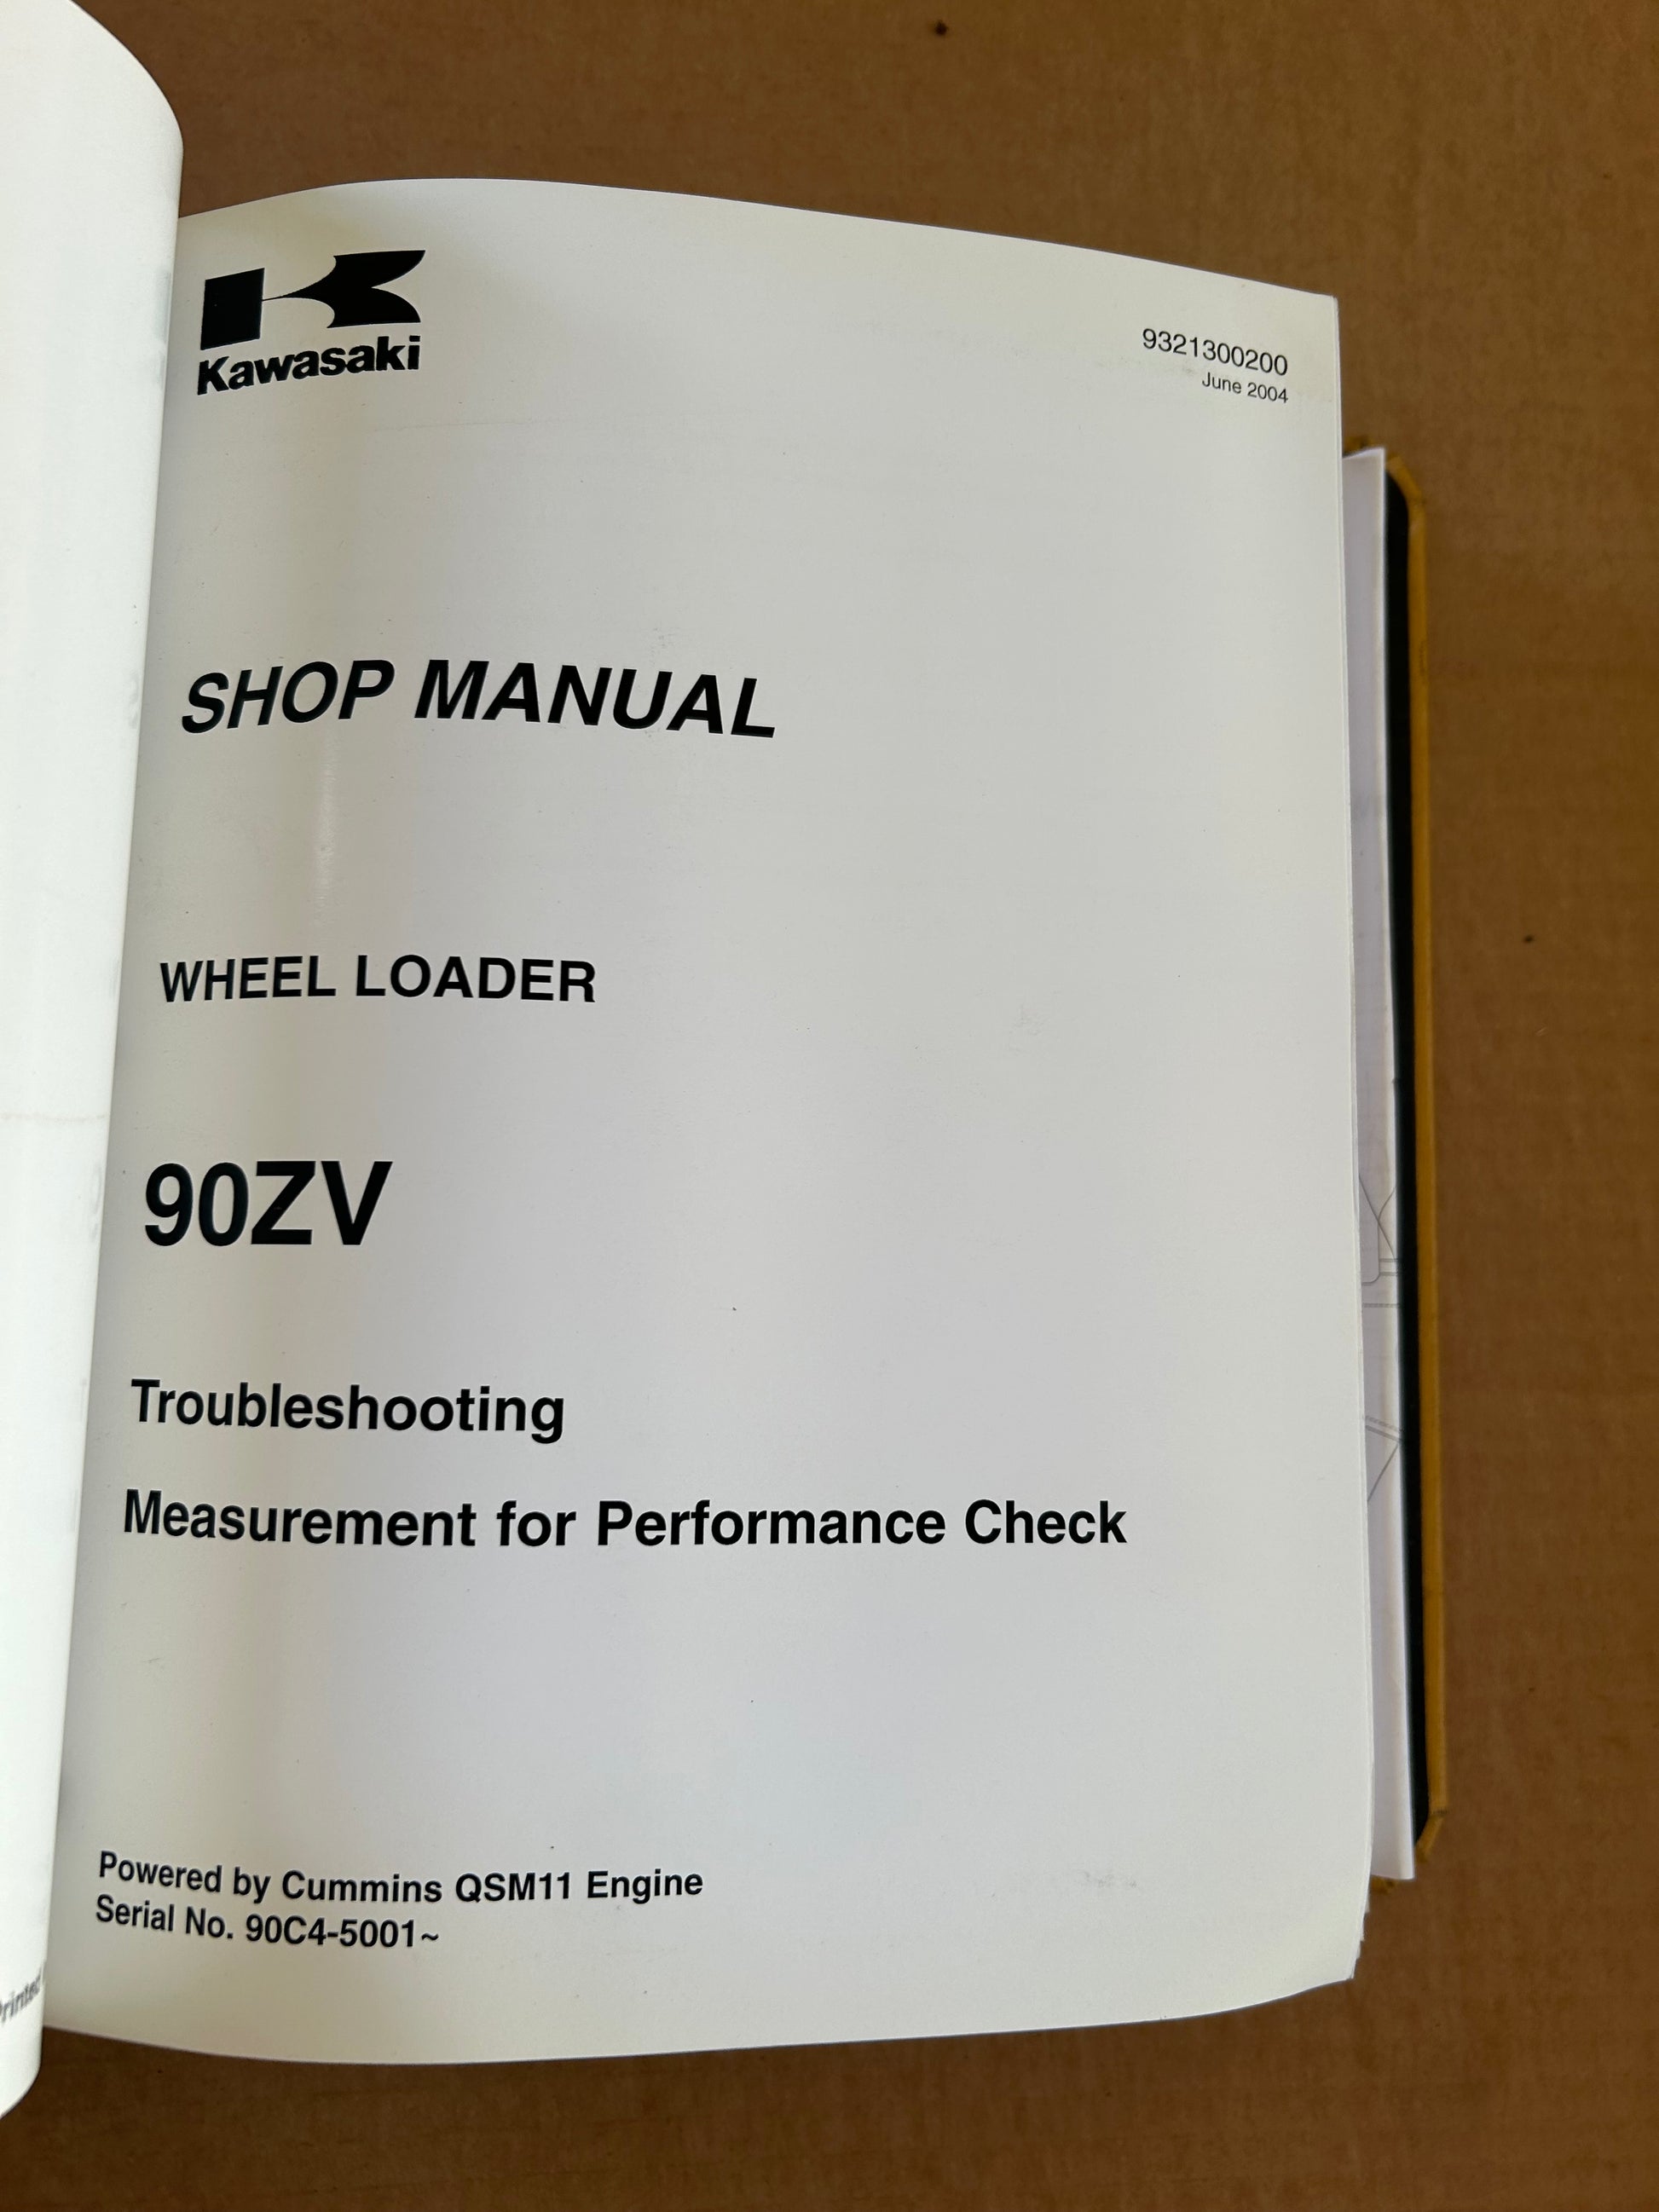 Kawasaki
9321300200
June 2004
SHOP MANUAL
WHEEL LOADER
90ZV
Troubleshooting
Measurement for Performance Check
Powered by Cummins QSM11 Engine
Serial No. 90C4-5001~
Printed